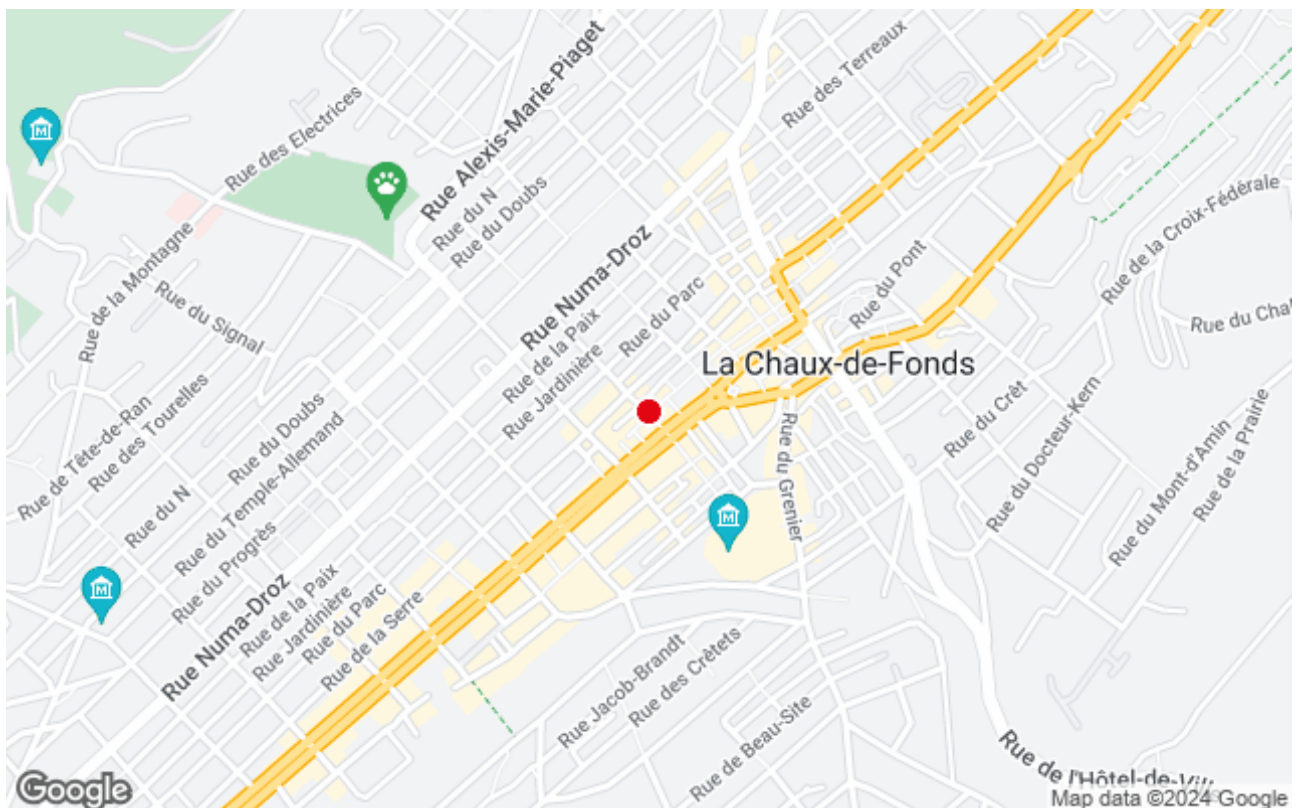 Rue des Terreaux
Rue Alexis-Marie-Piaget
Rue des Electrices
Rue du N
Rue du Doubs
Rue de la Croix-Fédérale
Rue de la Montagne
Rue Numa-Droz
Rue du Pont
Rue du Parc
Rue du Signal
Rue de la Paix
Rue du Chat
Rue Jardinière
La Chaux-de-Fonds
Rue du Crêt
Rue de Tête-de-Ran
Rue des Tourelles
Rue du Doubs
Rue du Docteur-Kern
Rue du Mont-d'Amin
Rue de la Prairie
Rue du Grenier
Rue du N
Rue du Temple-Allemand
Rue du Progrès
M
M
M
Rue Numa-Droz
Rue de la Paix
Rue Jardinière
Rue du Parc
Rue de la Serre
Rue Jacob-Brandt
Rue des Crêtets
Rue de Beau-Site
Rue de l'Hôtel-de-Vill
Google
Map data ©2024 Google